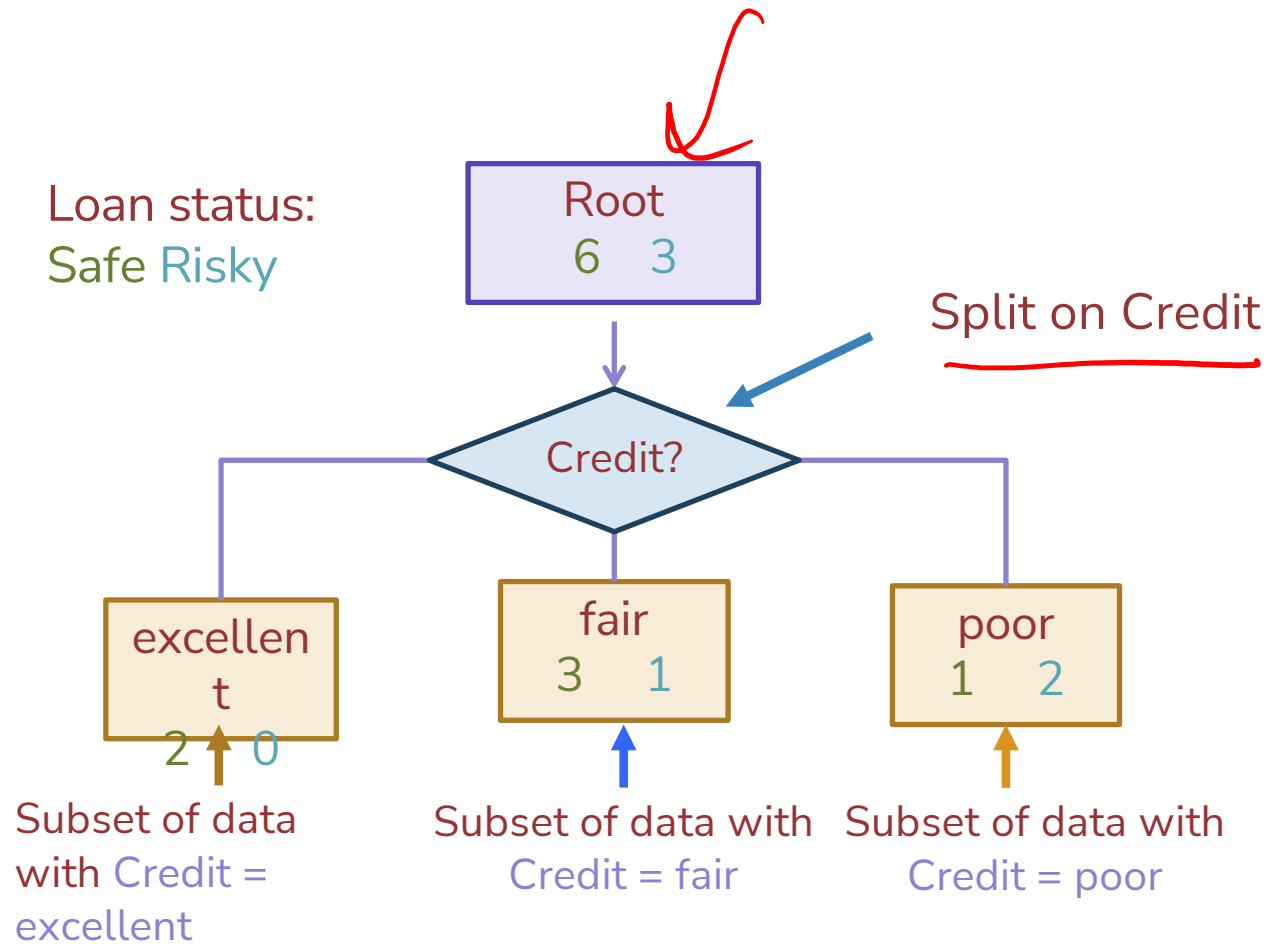 Root
6 3
Loan status:
Safe Risky
Split on Credit
Credit?
excellen
t
2 0
fair
3 1
poor
1 2
Subset of data
with Credit =
excellent
Subset of data with
Credit = fair
Subset of data with
Credit = poor